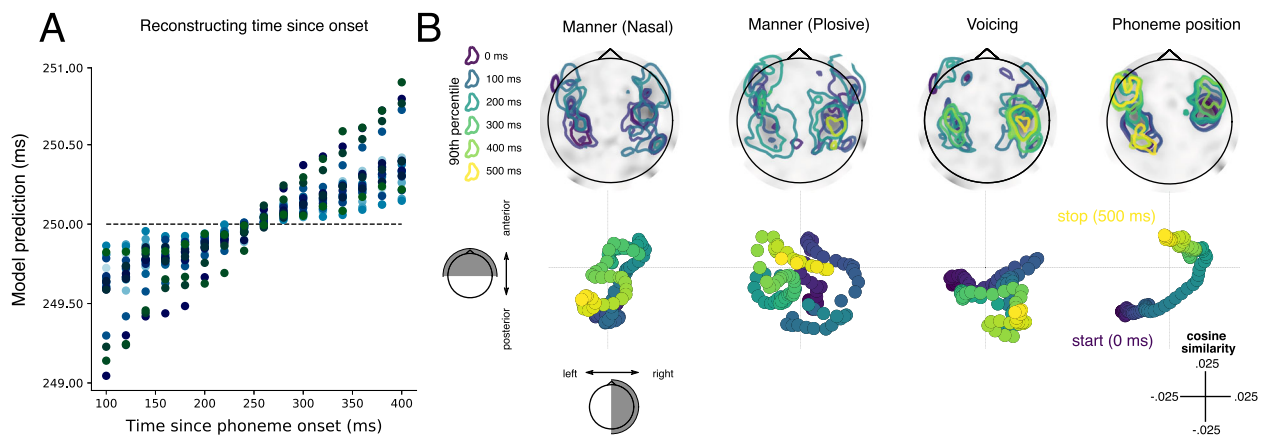 A
Reconstructing time since onset
Model prediction (ms)
251.00
250.50
250.00
249.50
249.00
100
150
200
250
300
350
400
Time since phoneme onset (ms)
B
Manner (Nasal)
Manner (Plosive)
Voicing
Phoneme position
90th percentile
0 ms
100 ms
200 ms
300 ms
400 ms
500 ms
anterior
posterior
left
right
stop (500 ms)
start (0 ms)
cosine
similarity
.025
-.025
.025
-.025